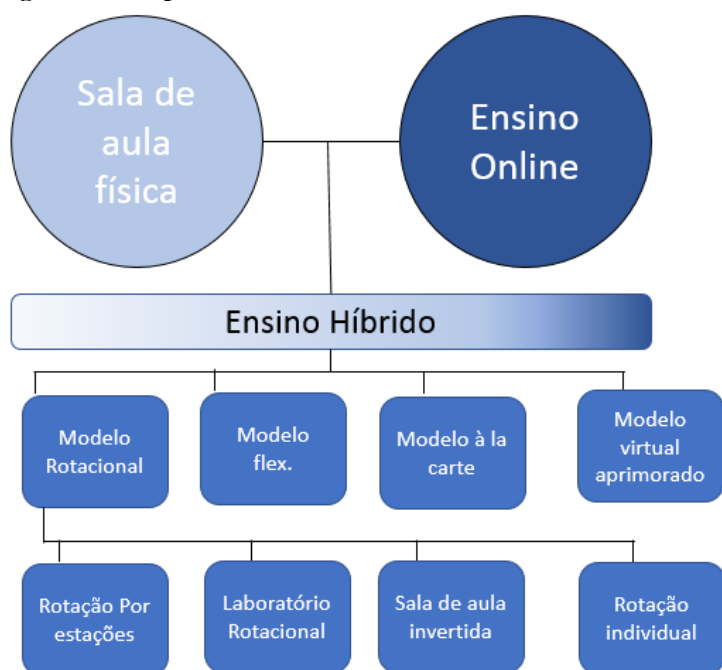 Sala de
aula
física
Ensino
Online
Ensino Híbrido
Modelo
Rotacional
Modelo
flex.
Modelo à la
carte
Modelo
virtual
aprimorado
Rotação Por
estações
Laboratório
Rotacional
Sala de aula
invertida
Rotação
individual